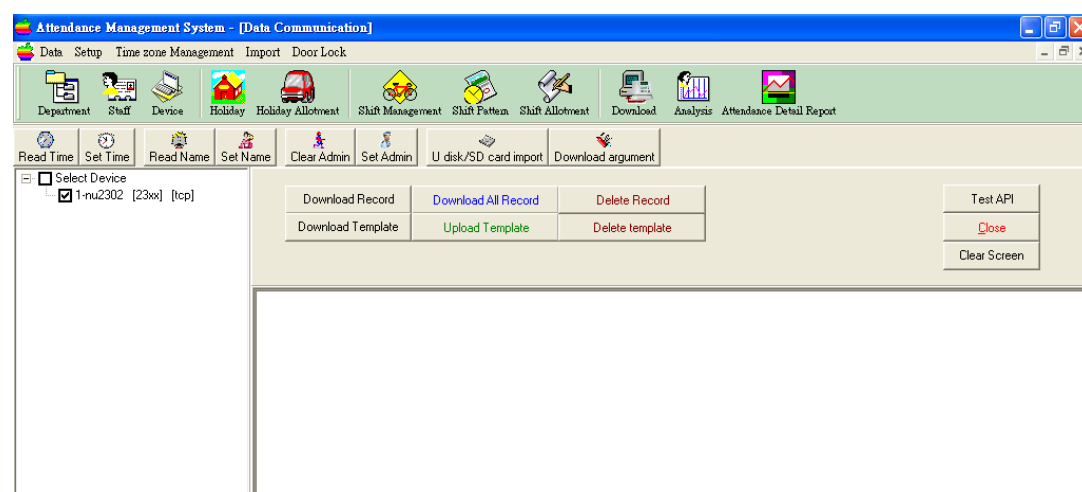 Attendance Management System - [Data Communication]
Data Setup Time zone Management Import Door Lock
Department Staff Device Holiday Holiday Allotment Shift Management Shift Pattern Shift Allotment Download Analysis Attendance Detail Report
Read Time Set Time Read Name Set Name Clear Admin Set Admin U disk/SD card import Download argument
Select Device
1-nu2302 [23xx] [tcp]
Download Record Download All Record Delete Record
Download Template Upload Template Delete template
Test API
Close
Clear Screen